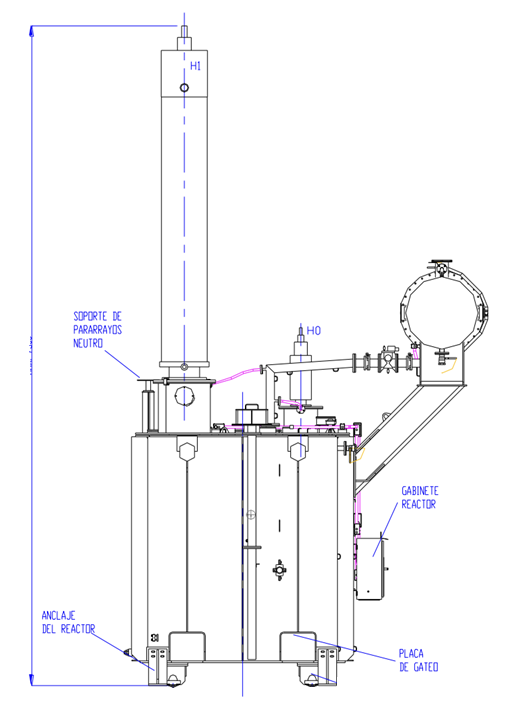 H1
SOPORTE DE
PARARRAYOS
NEUTRO
H0
GABINETE
REACTOR
ANCLAJE
DEL REACTOR
PLACA
DE GATEO